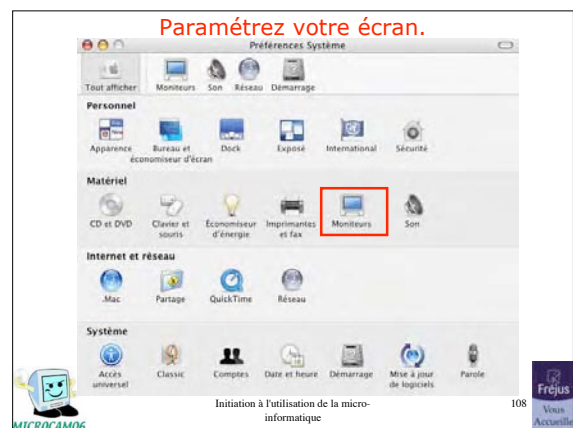 Paramétrez votre écran.
Préférences Système
Tout afficher Moniteurs Son Réseau Démarrage
Personnel
Apparence Bureau et économiseur d'écran Dock Exposé International Sécurité
Matériel
CD et DVD Clavier et souris Économiseur d'énergie Imprimantes et fax Moniteurs Son
Internet et réseau
.Mac Partage QuickTime Réseau
Système
Accès universel Classic Comptes Date et heure Démarrage Mise à jour de logiciels Parole
Initiation à l'utilisation de la micro-
informatique
108
MICROCAM06
Fréjus
Vous
Accueille